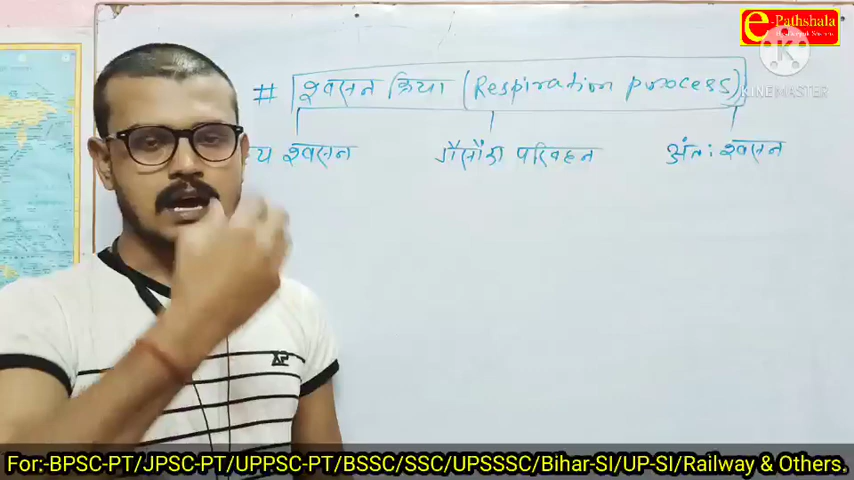 e-Pathshala
KINEMASTER
# श्वसन क्रिया (Respiration process)
य श्वसन गैसों का परिवहन अंतः श्वसन
For:-BPSC-PT/JPSC-PT/UPPSC-PT/BSSC/SSC/UPSSSC/Bihar-SI/UP-SI/Railway & Others.